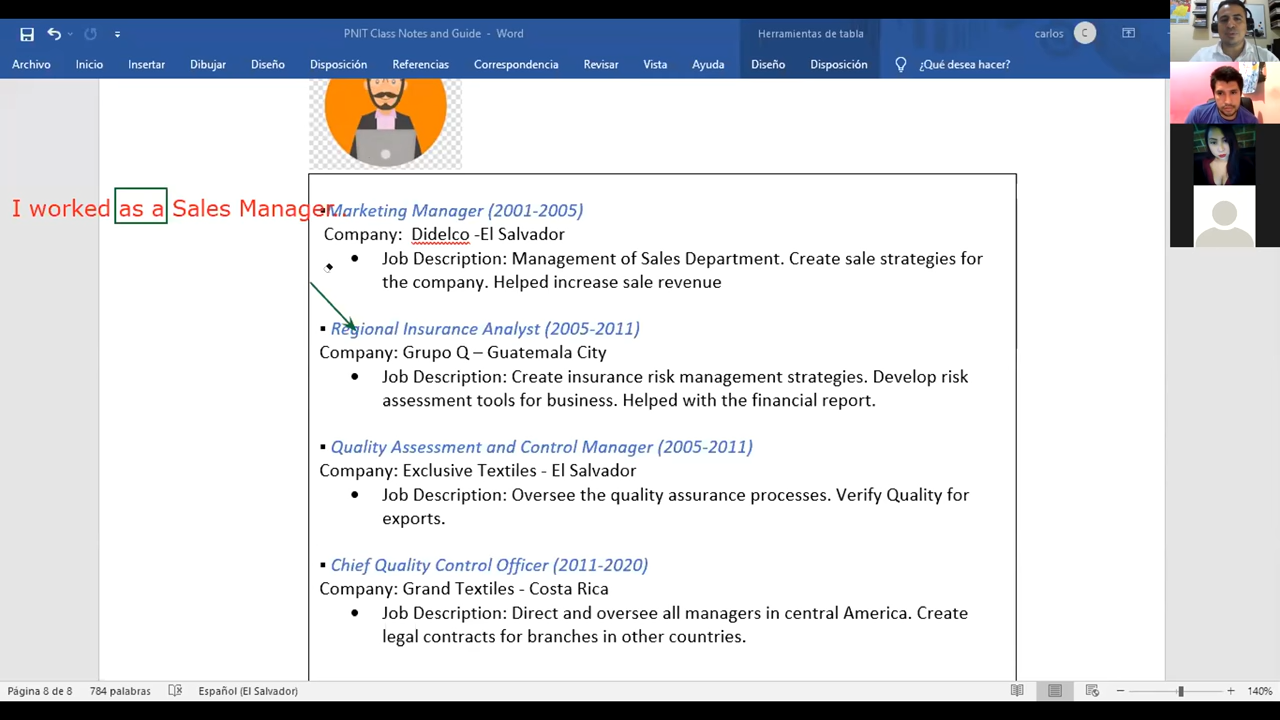 PNIT Class Notes and Guide - Word
Herramientas de tabla
carlos
C
Archivo Inicio Insertar Dibujar Diseño Disposición Referencias Correspondencia Revisar Vista Ayuda Diseño Disposición ¿Qué desea hacer?
I worked as a Sales Manager..
Marketing Manager (2001-2005)
Company: Didelco -El Salvador
• Job Description: Management of Sales Department. Create sale strategies for
the company. Helped increase sale revenue
▪ Regional Insurance Analyst (2005-2011)
Company: Grupo Q – Guatemala City
• Job Description: Create insurance risk management strategies. Develop risk
assessment tools for business. Helped with the financial report.
▪ Quality Assessment and Control Manager (2005-2011)
Company: Exclusive Textiles - El Salvador
• Job Description: Oversee the quality assurance processes. Verify Quality for
exports.
▪ Chief Quality Control Officer (2011-2020)
Company: Grand Textiles - Costa Rica
• Job Description: Direct and oversee all managers in central America. Create
legal contracts for branches in other countries.
Página 8 de 8 784 palabras Español (El Salvador) 140%